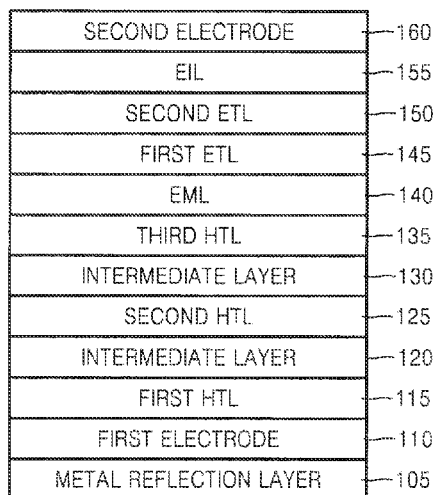 SECOND ELECTRODE 160
EIL 155
SECOND ETL 150
FIRST ETL 145
EML 140
THIRD HTL 135
INTERMEDIATE LAYER 130
SECOND HTL 125
INTERMEDIATE LAYER 120
FIRST HTL 115
FIRST ELECTRODE 110
METAL REFLECTION LAYER 105